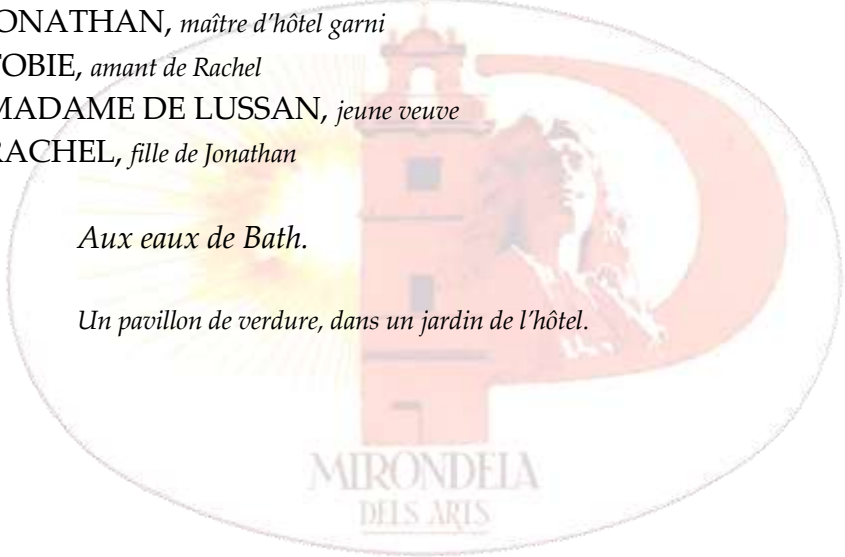 ONATHAN, maître d’hôtel garni
OBIE, amant de Rachel
MADAME DE LUSSAN, jeune veuve
RACHEL, fille de Jonathan
Aux eaux de Bath.
Un pavillon de verdure, dans un jardin de l’hôtel.
MIRONDELA
DELS ARTS